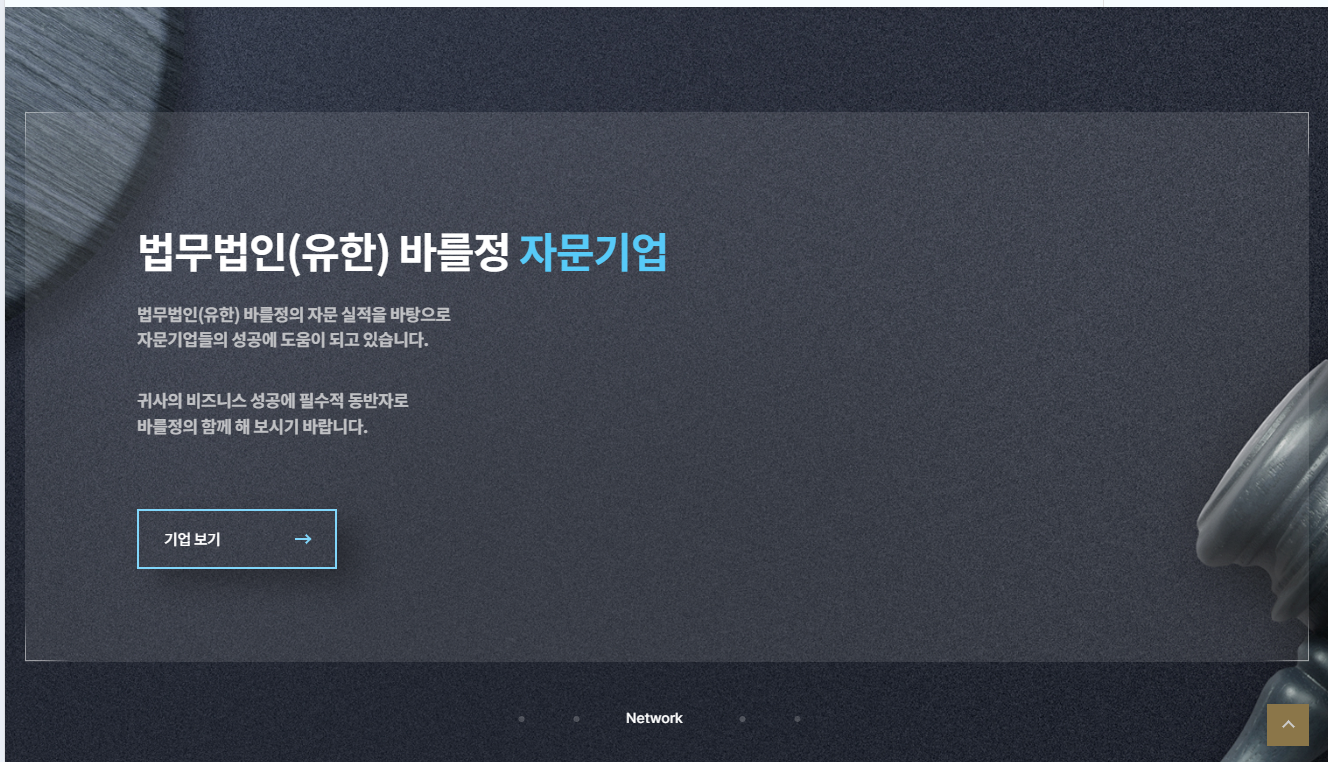 법무법인(유한) 바를정 자문기업
법무법인(유한) 바를정의 자문 실적을 바탕으로
자문기업들의 성공에 도움이 되고 있습니다.
귀사의 비즈니스 성공에 필수적 동반자로
바를정의 함께 해 보시기 바랍니다.
기업 보기
Network